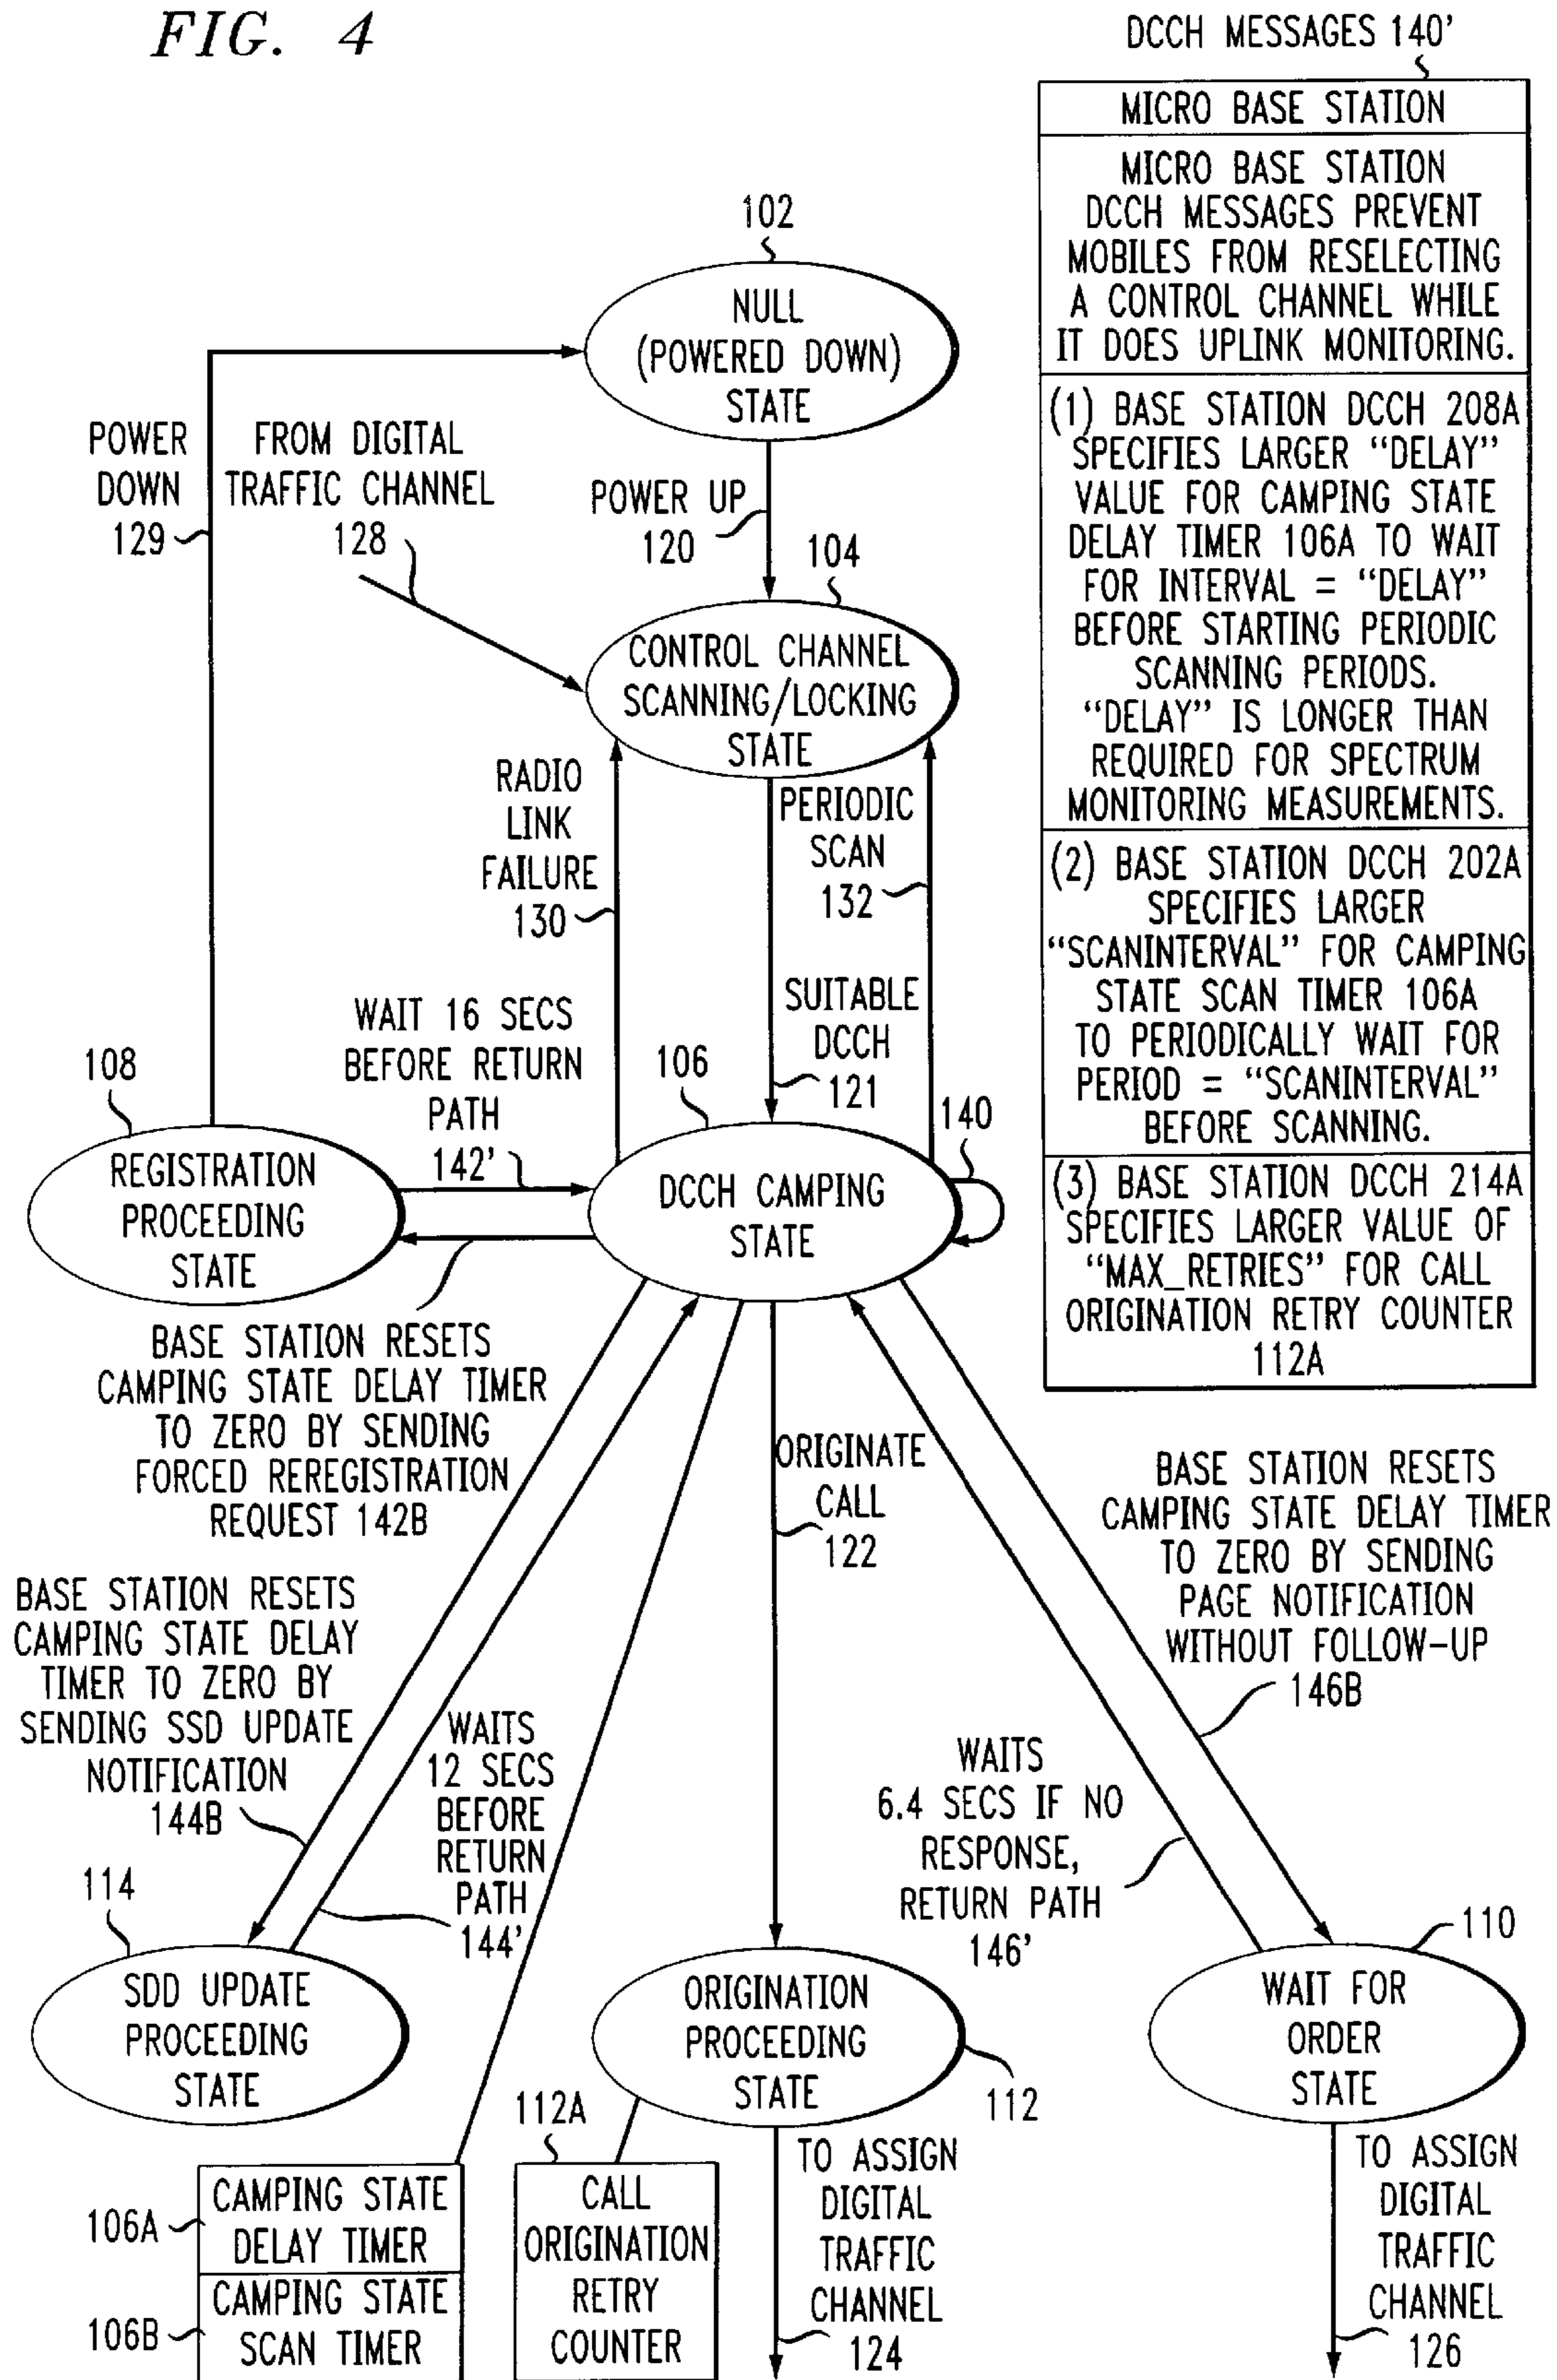 FIG. 4
DCCH MESSAGES 140'
MICRO BASE STATION
MICRO BASE STATION
DCCH MESSAGES PREVENT
MOBILES FROM RESELECTING
A CONTROL CHANNEL WHILE
IT DOES UPLINK MONITORING.
(1) BASE STATION DCCH 208A
SPECIFIES LARGER “DELAY”
VALUE FOR CAMPING STATE
DELAY TIMER 106A TO WAIT
FOR INTERVAL = “DELAY”
BEFORE STARTING PERIODIC
SCANNING PERIODS.
“DELAY” IS LONGER THAN
REQUIRED FOR SPECTRUM
MONITORING MEASUREMENTS.
(2) BASE STATION DCCH 202A
SPECIFIES LARGER
“SCANINTERVAL” FOR CAMPING
STATE SCAN TIMER 106A
TO PERIODICALLY WAIT FOR
PERIOD = “SCANINTERVAL”
BEFORE SCANNING.
(3) BASE STATION DCCH 214A
SPECIFIES LARGER VALUE OF
“MAX_RETRIES” FOR CALL
ORIGINATION RETRY COUNTER
112A
102
NULL
(POWERED DOWN)
STATE
POWER
DOWN
129
FROM DIGITAL
TRAFFIC CHANNEL
128
POWER UP
120
104
CONTROL CHANNEL
SCANNING/LOCKING
STATE
RADIO
LINK
FAILURE
130
PERIODIC
SCAN
132
SUITABLE
DCCH
121
WAIT 16 SECS
BEFORE RETURN
PATH
142'
108
REGISTRATION
PROCEEDING
STATE
106
DCCH CAMPING
STATE
140
BASE STATION RESETS
CAMPING STATE DELAY TIMER
TO ZERO BY SENDING
FORCED REREGISTRATION
REQUEST 142B
ORIGINATE
CALL
122
BASE STATION RESETS
CAMPING STATE DELAY TIMER
TO ZERO BY SENDING
PAGE NOTIFICATION
WITHOUT FOLLOW-UP
146B
BASE STATION RESETS
CAMPING STATE DELAY
TIMER TO ZERO BY
SENDING SSD UPDATE
NOTIFICATION
144B
WAITS
12 SECS
BEFORE
RETURN
PATH
144'
WAITS
6.4 SECS IF NO
RESPONSE,
RETURN PATH
146'
114
SDD UPDATE
PROCEEDING
STATE
ORIGINATION
PROCEEDING
STATE
112
110
WAIT FOR
ORDER
STATE
106A
CAMPING STATE
DELAY TIMER
106B
CAMPING STATE
SCAN TIMER
112A
CALL
ORIGINATION
RETRY
COUNTER
TO ASSIGN
DIGITAL
TRAFFIC
CHANNEL
124
TO ASSIGN
DIGITAL
TRAFFIC
CHANNEL
126